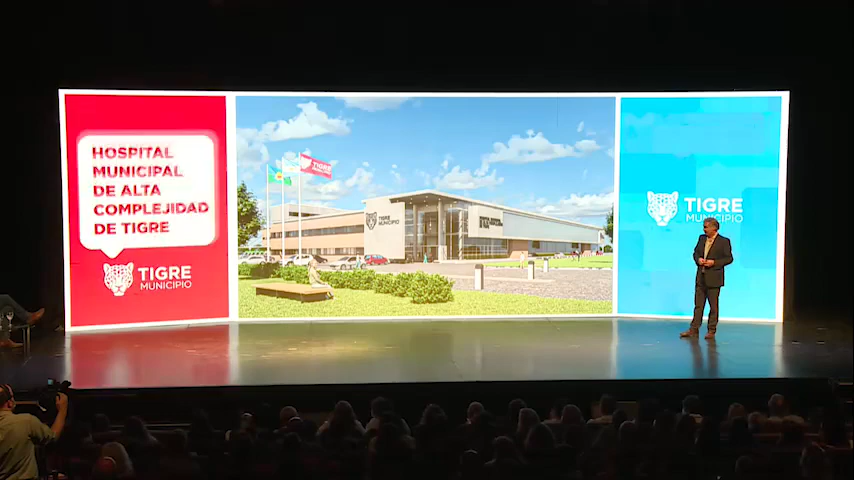 HOSPITAL
MUNICIPAL
DE ALTA
COMPLEJIDAD
DE TIGRE
TIGRE
MUNICIPIO
TIGRE
TIGRE
MUNICIPIO
TIGRE
MUNICIPIO